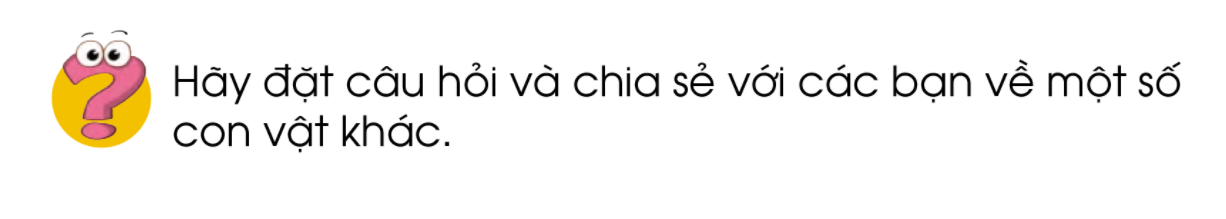 Hãy đặt câu hỏi và chia sẻ với các bạn về một số
con vật khác.